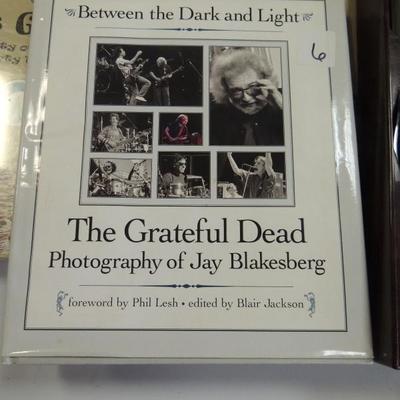 Between the Dark and Light
6
The Grateful Dead
Photography of Jay Blakesberg
foreword by Phil Lesh • edited by Blair Jackson